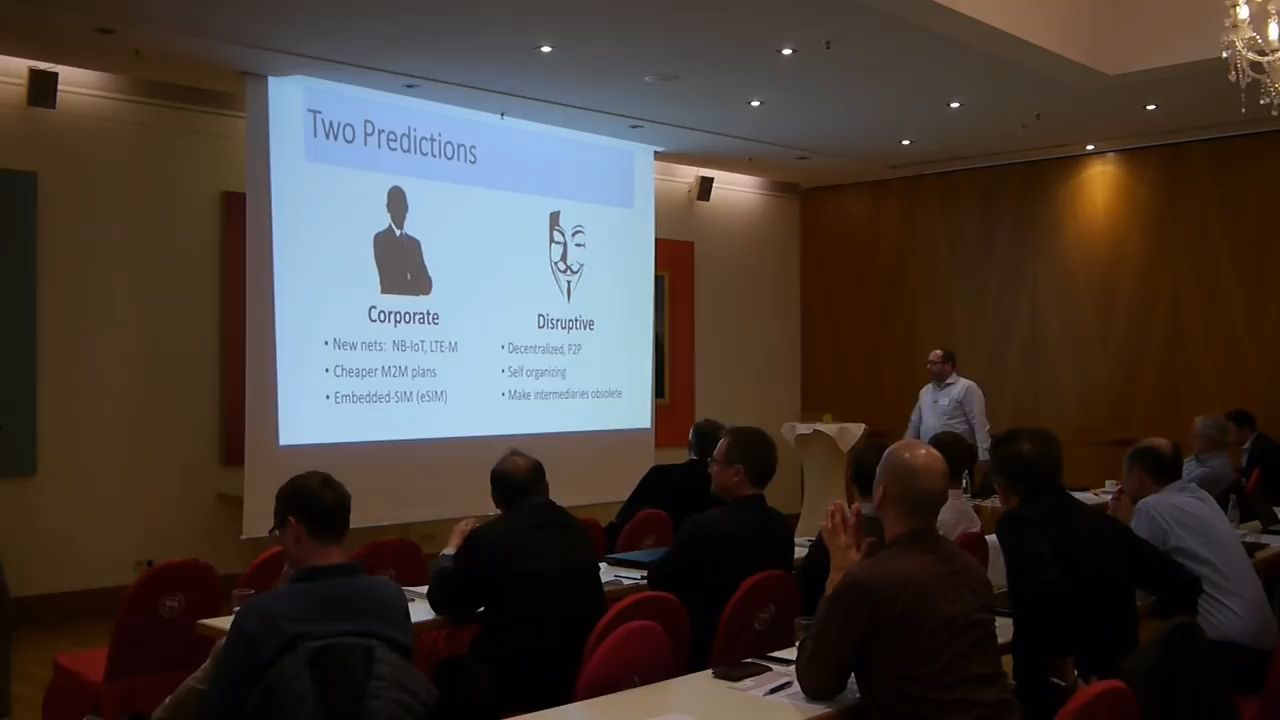 Two Predictions
Corporate
• New nets: NB-IoT, LTE-M
• Cheaper M2M plans
• Embedded-SIM (eSIM)
Disruptive
• Decentralized, P2P
• Self organizing
• Make intermediaries obsolete